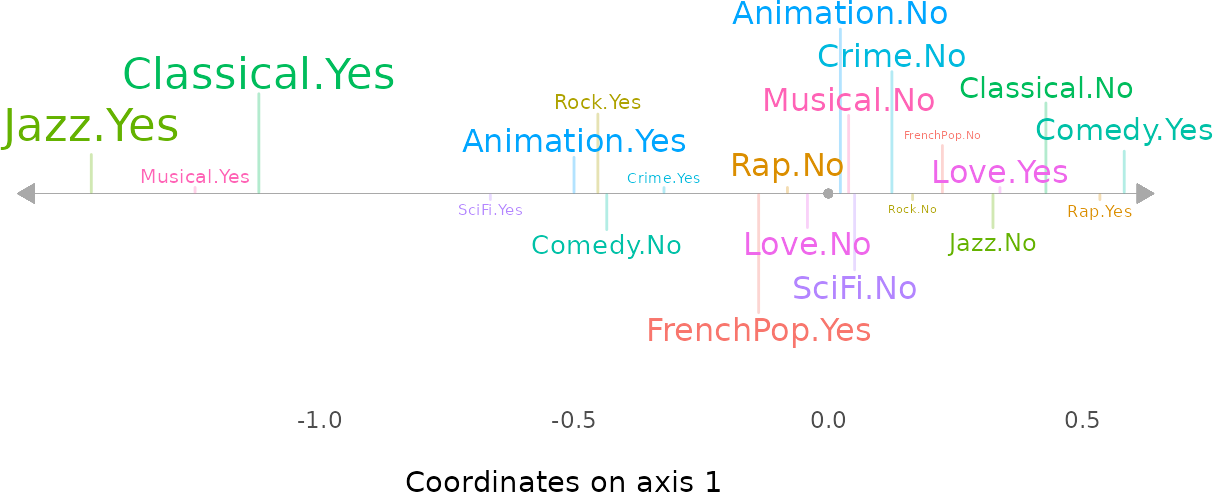 Animation.No
Crime.No
Classical.Yes
Classical.No
Musical.No
Rock.Yes
Jazz.Yes
Comedy.Yes
FrenchPop.No
Animation.Yes
Rap.No
Love.Yes
Musical.Yes
Crime.Yes
SciFi.Yes
Rock.No
Rap.Yes
Comedy.No
Love.No
Jazz.No
SciFi.No
FrenchPop.Yes
-1.0 -0.5 0.0 0.5
Coordinates on axis 1